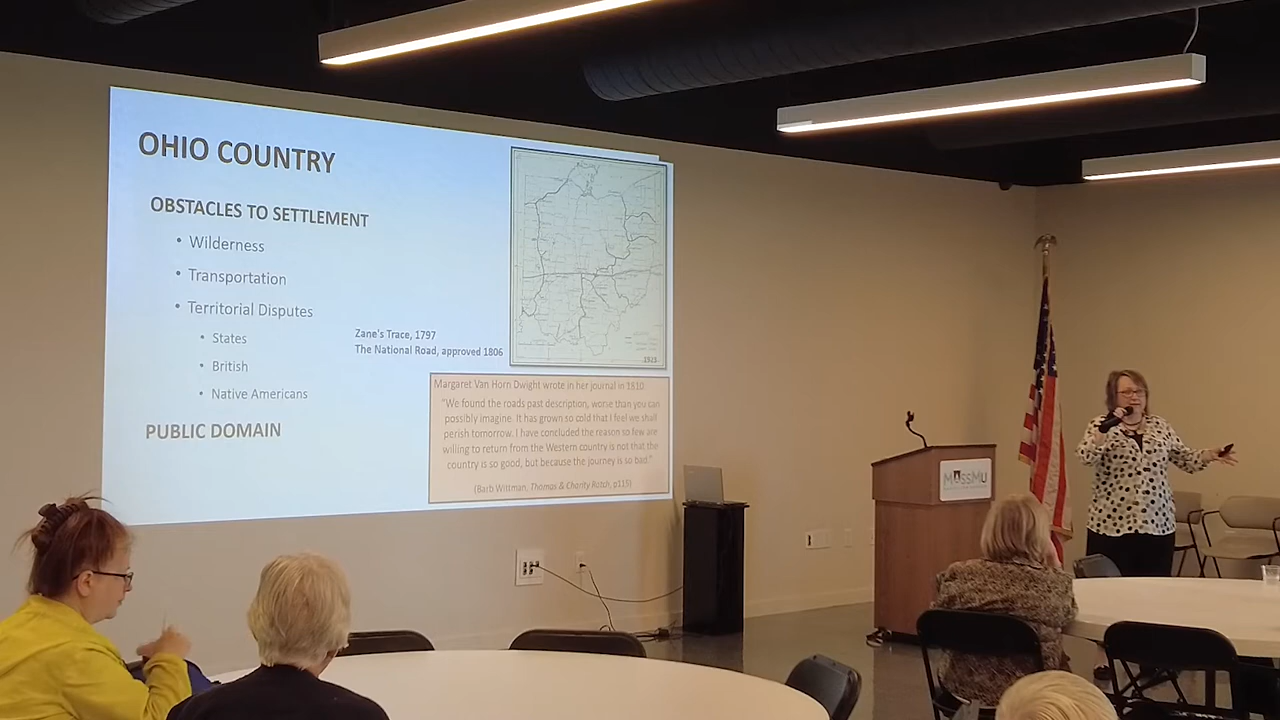 OHIO COUNTRY
OBSTACLES TO SETTLEMENT
• Wilderness
• Transportation
• Territorial Disputes
• States
• British
• Native Americans
PUBLIC DOMAIN
Zane's Trace, 1797
The National Road, approved 1806
1923
Margaret Van Horn Dwight wrote in her journal in 1810
"We found the roads past description, worse than you can
possibly imagine. It has grown so cold that I feel we shall
perish tomorrow. I have concluded the reason so few are
willing to return from the Western country is not that the
country is so good, but because the journey is so bad."
(Barb Wittman, Thomas & Charity Rotch, p115)
MASSMU